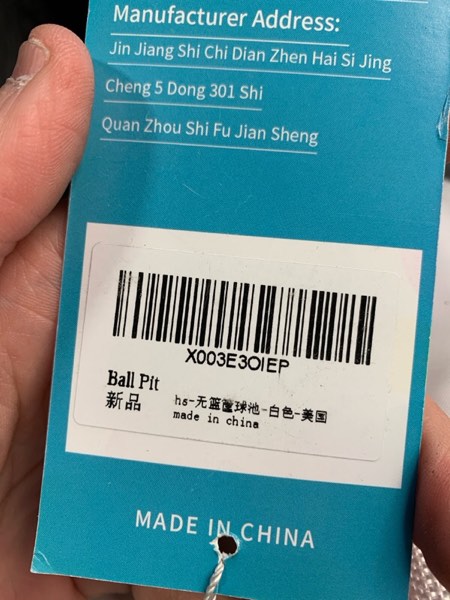 Manufacturer Address:
Jin Jiang Shi Chi Dian Zhen Hai Si Jing
Cheng 5 Dong 301 Shi
Quan Zhou Shi Fu Jian Sheng
X003E3OIEP
Ball Pit
新品
hs-无篮筐球池-白色-美国
made in china
MADE IN CHINA